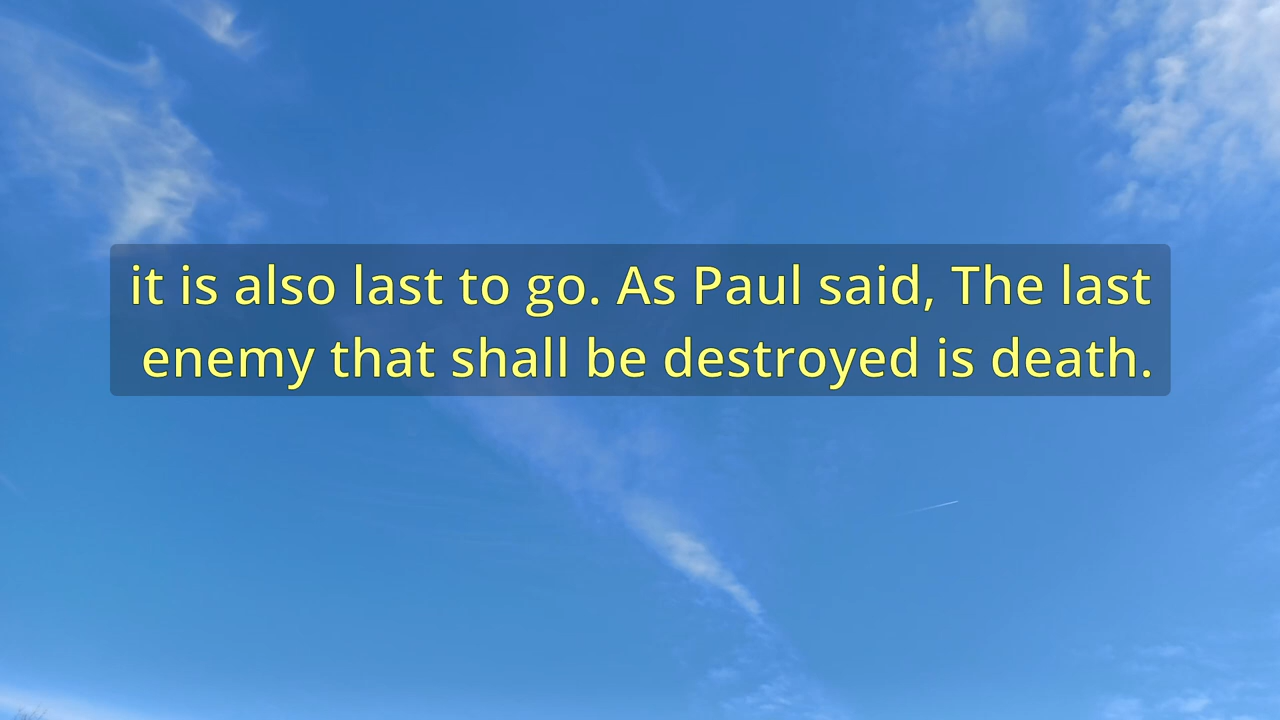 it is also last to go. As Paul said, The last
enemy that shall be destroyed is death.